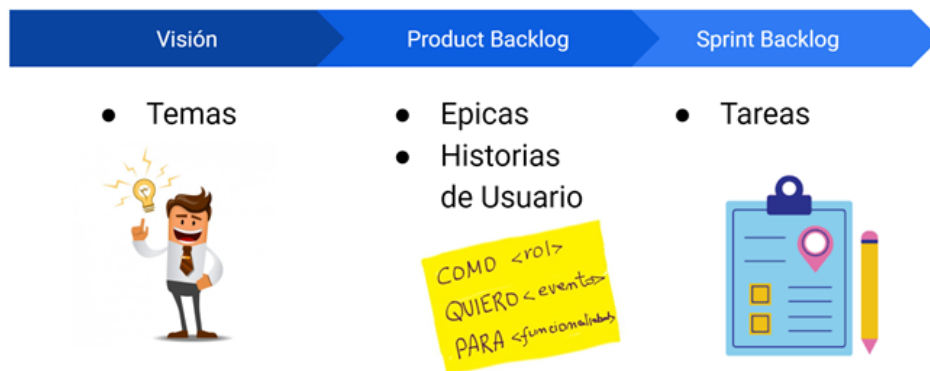 Visión
Product Backlog
Sprint Backlog
Temas
Epicas
Historias
de Usuario
Tareas
COMO <rol>
QUIERO <evento>
PARA <funcionalidad>